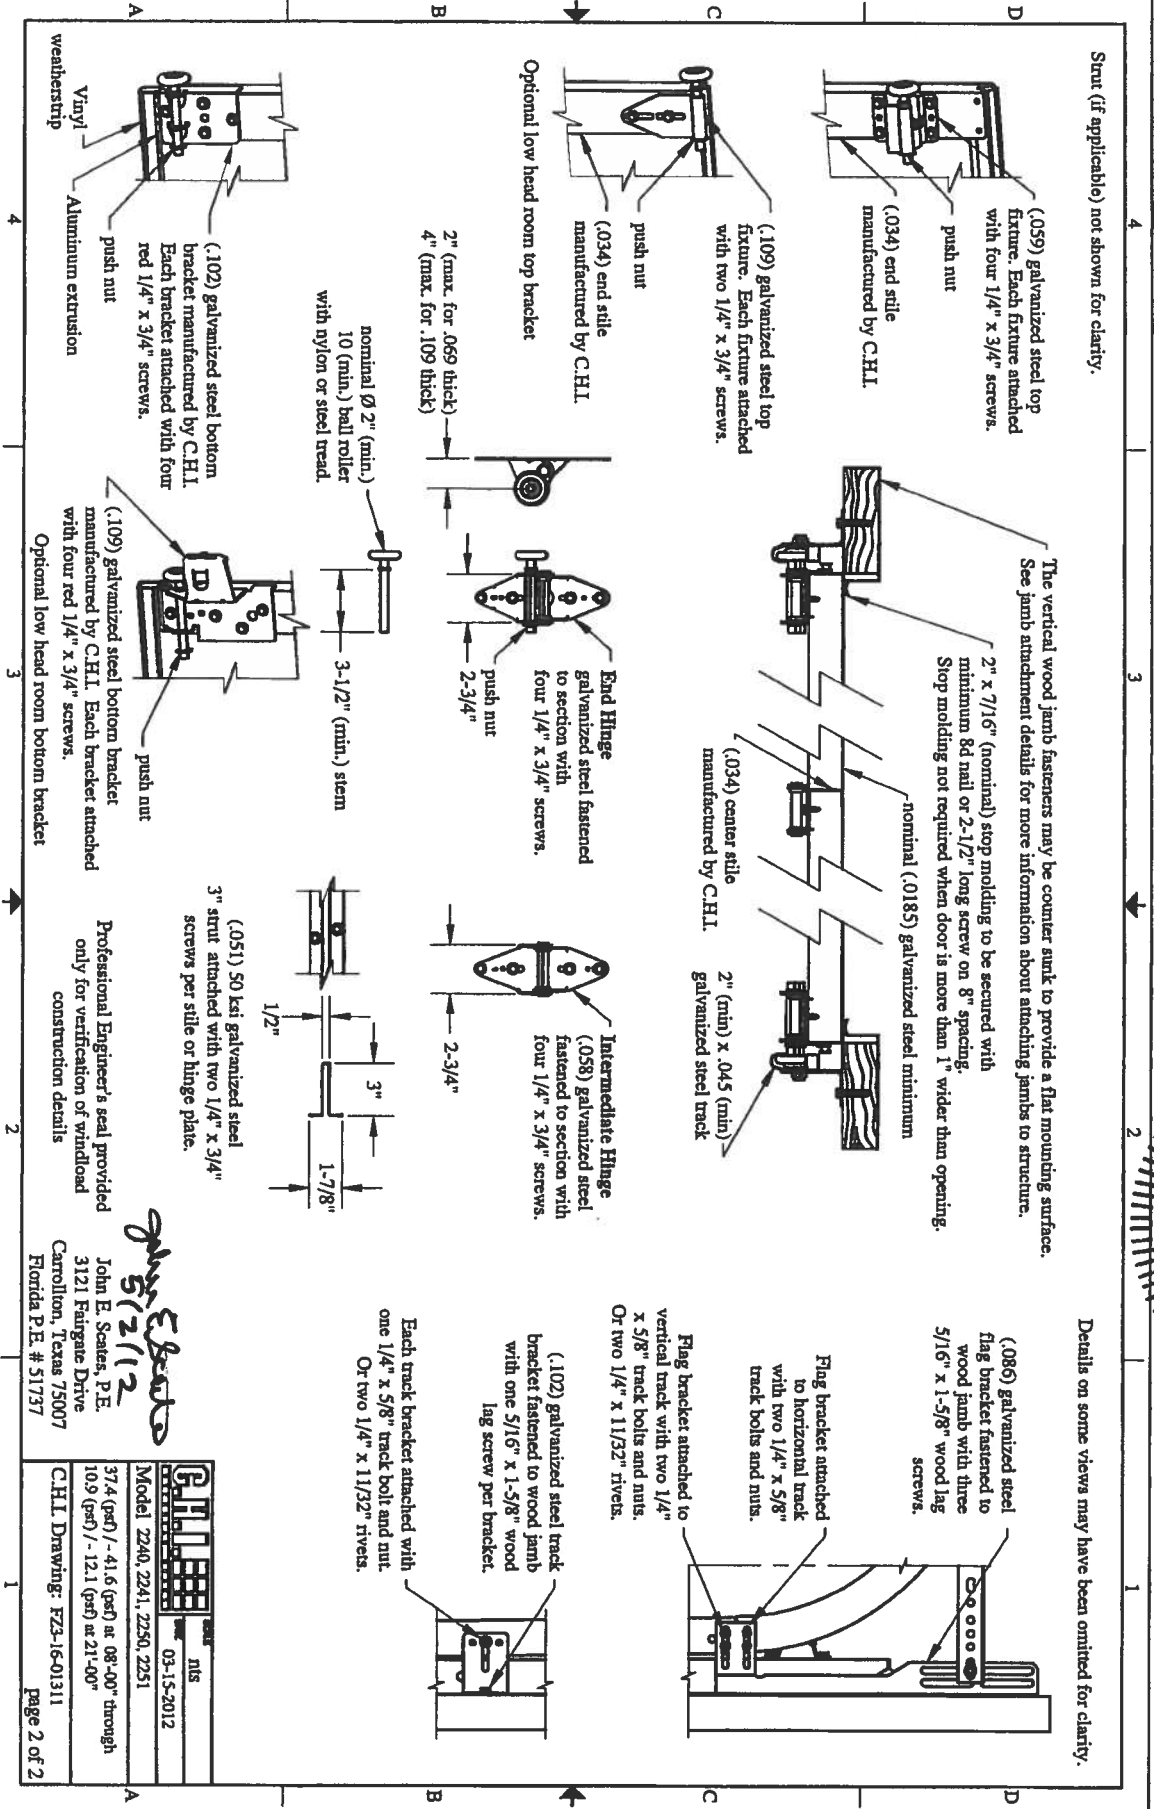 Strut (if applicable) not shown for clarity.
(.059) galvanized steel top
fixture. Each fixture attached
with four 1/4" x 3/4" screws.
push nut
(.034) end stile
manufactured by C.H.I.
(.109) galvanized steel top
fixture. Each fixture attached
with two 1/4" x 3/4" screws.
push nut
(.034) end stile
manufactured by C.H.I.
Optional low head room top bracket
The vertical wood jamb fasteners may be counter sunk to provide a flat mounting surface.
See jamb attachment details for more information about attaching jambs to structure.
2" x 7/16" (nominal) stop molding to be secured with
minimum 8d nail or 2-1/2" long screw on 8" spacing.
Stop molding not required when door is more than 1" wider than opening.
nominal (.0185) galvanized steel minimum
(.034) center stile
manufactured by C.H.I.
2" (min) x .045 (min)
galvanized steel track
Details on some views may have been omitted for clarity.
(.086) galvanized steel
flag bracket fastened to
wood jamb with three
5/16" x 1-5/8" wood lag
screws.
Flag bracket attached
to horizontal track
with two 1/4" x 5/8"
track bolts and nuts.
Flag bracket attached to
vertical track with two 1/4"
x 5/8" track bolts and nuts.
Or two 1/4" x 11/32" rivets.
2" (max. for .069 thick)
4" (max. for .109 thick)
End Hinge
galvanized steel fastened
to section with
four 1/4" x 3/4" screws.
push nut
2-3/4"
Intermediate Hinge
(.058) galvanized steel
fastened to section with
four 1/4" x 3/4" screws.
2-3/4"
(.102) galvanized steel track
bracket fastened to wood jamb
with one 5/16" x 1-5/8" wood
lag screw per bracket.
Each track bracket attached with
one 1/4" x 5/8" track bolt and nut.
Or two 1/4" x 11/32" rivets.
nominal Ø 2" (min.)
10 (min.) ball roller
with nylon or steel tread.
3-1/2" (min.) stem
3"
1/2"
1-7/8"
(.051) 50 ksi galvanized steel
3" strut attached with two 1/4" x 3/4"
screws per stile or hinge plate.
(.102) galvanized steel bottom
bracket manufactured by C.H.I.
Each bracket attached with four
red 1/4" x 3/4" screws.
push nut
Aluminum extrusion
Vinyl
weatherstrip
push nut
(.109) galvanized steel bottom bracket
manufactured by C.H.I. Each bracket attached
with four red 1/4" x 3/4" screws.
Optional low head room bottom bracket
Professional Engineer's seal provided
only for verification of windload
construction details
John E. Scates
5/2/12
John E. Scates, P.E.
3121 Fairgate Drive
Carrollton, Texas 75007
Florida P.E. # 51737
C.H.I.
nts
03-15-2012
Model 2240, 2241, 2250, 2251
37.4 (psf) / - 41.6 (psf) at 08'-00" through
10.9 (psf) / - 12.1 (psf) at 21'-00"
C.H.I. Drawing: FZ3-16-01311
page 2 of 2
4
3
2
1
D
C
B
A
4
3
2
1
D
C
B
A